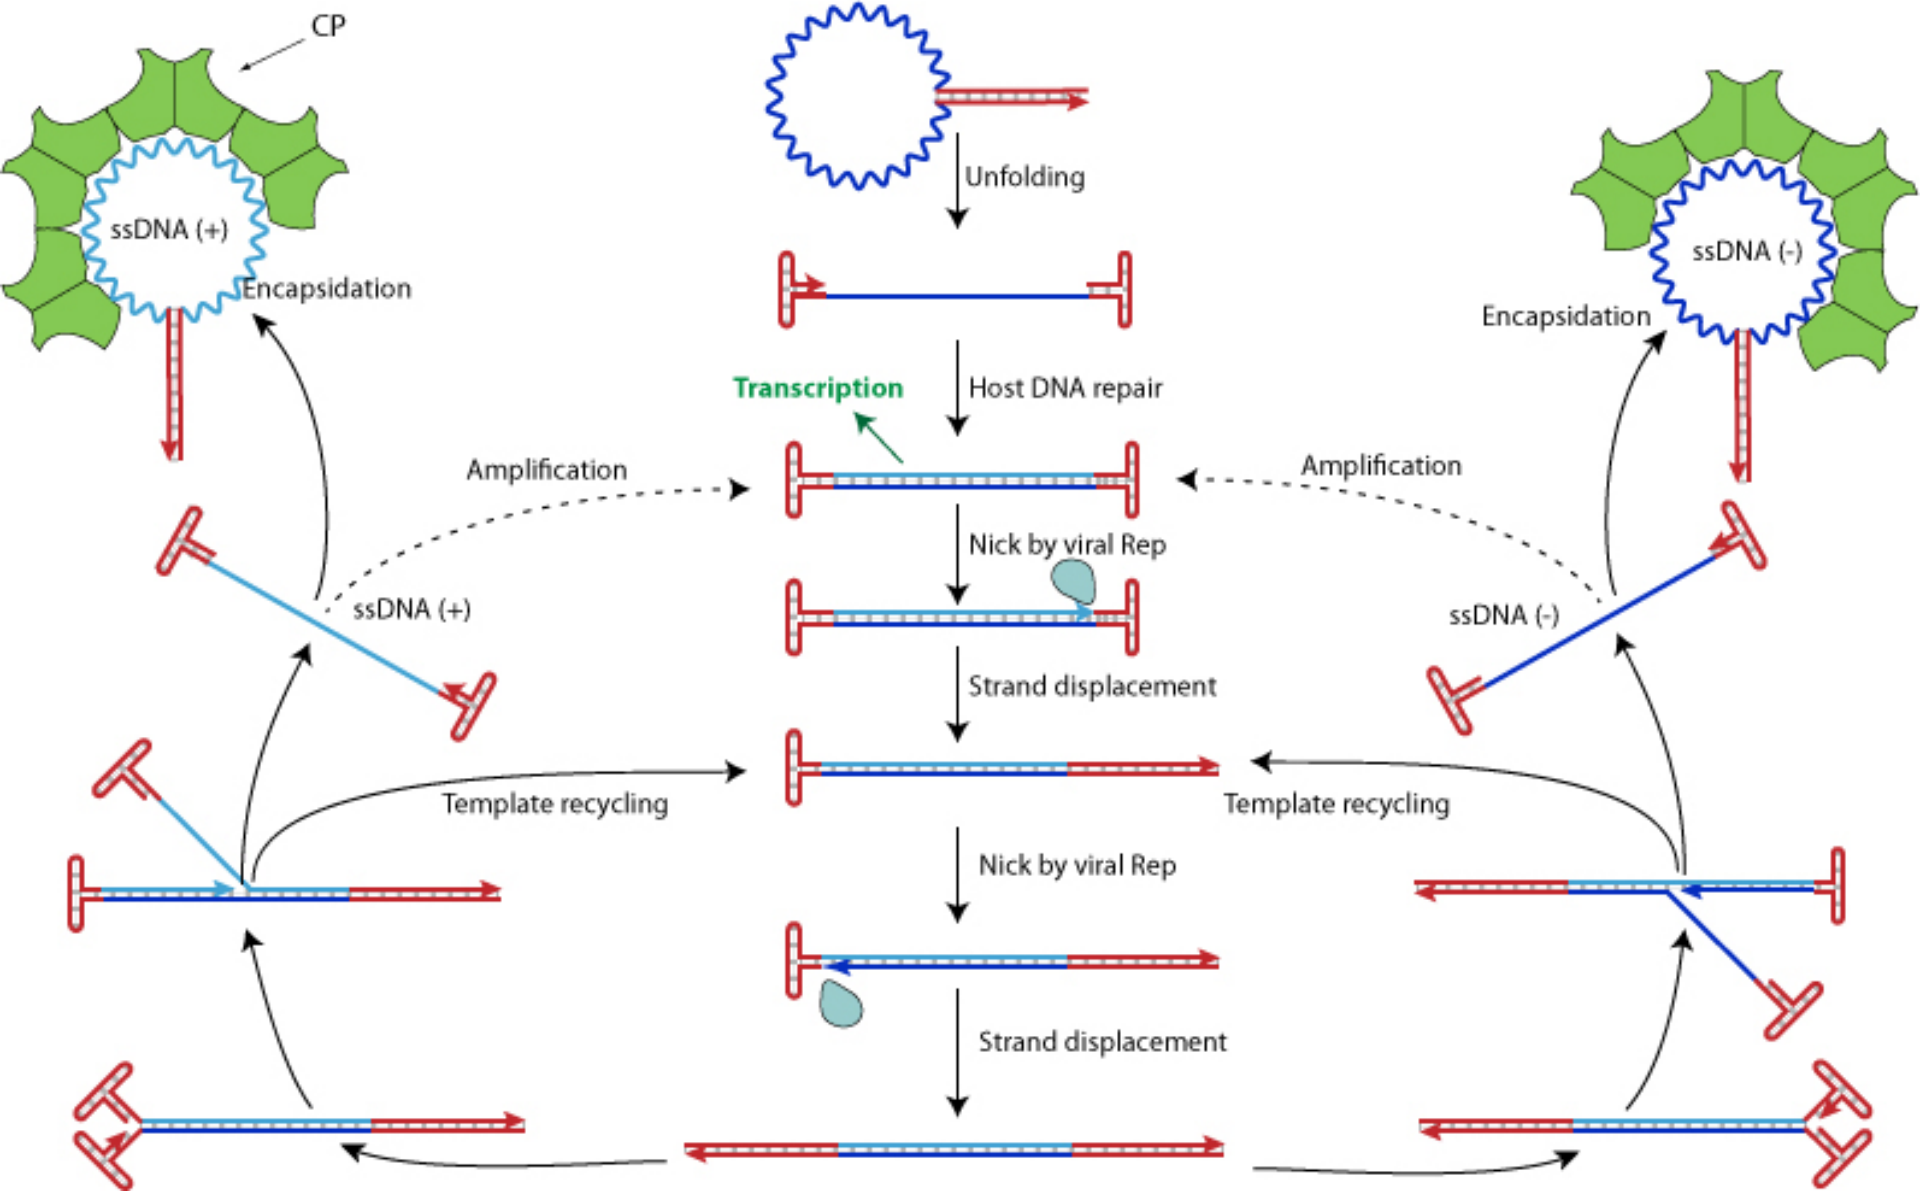 CP
Unfolding
ssDNA (+)
ssDNA (-)
Encapsidation
Encapsidation
Transcription
Host DNA repair
Amplification
Amplification
Nick by viral Rep
ssDNA (+)
ssDNA (-)
Strand displacement
Template recycling
Template recycling
Nick by viral Rep
Strand displacement